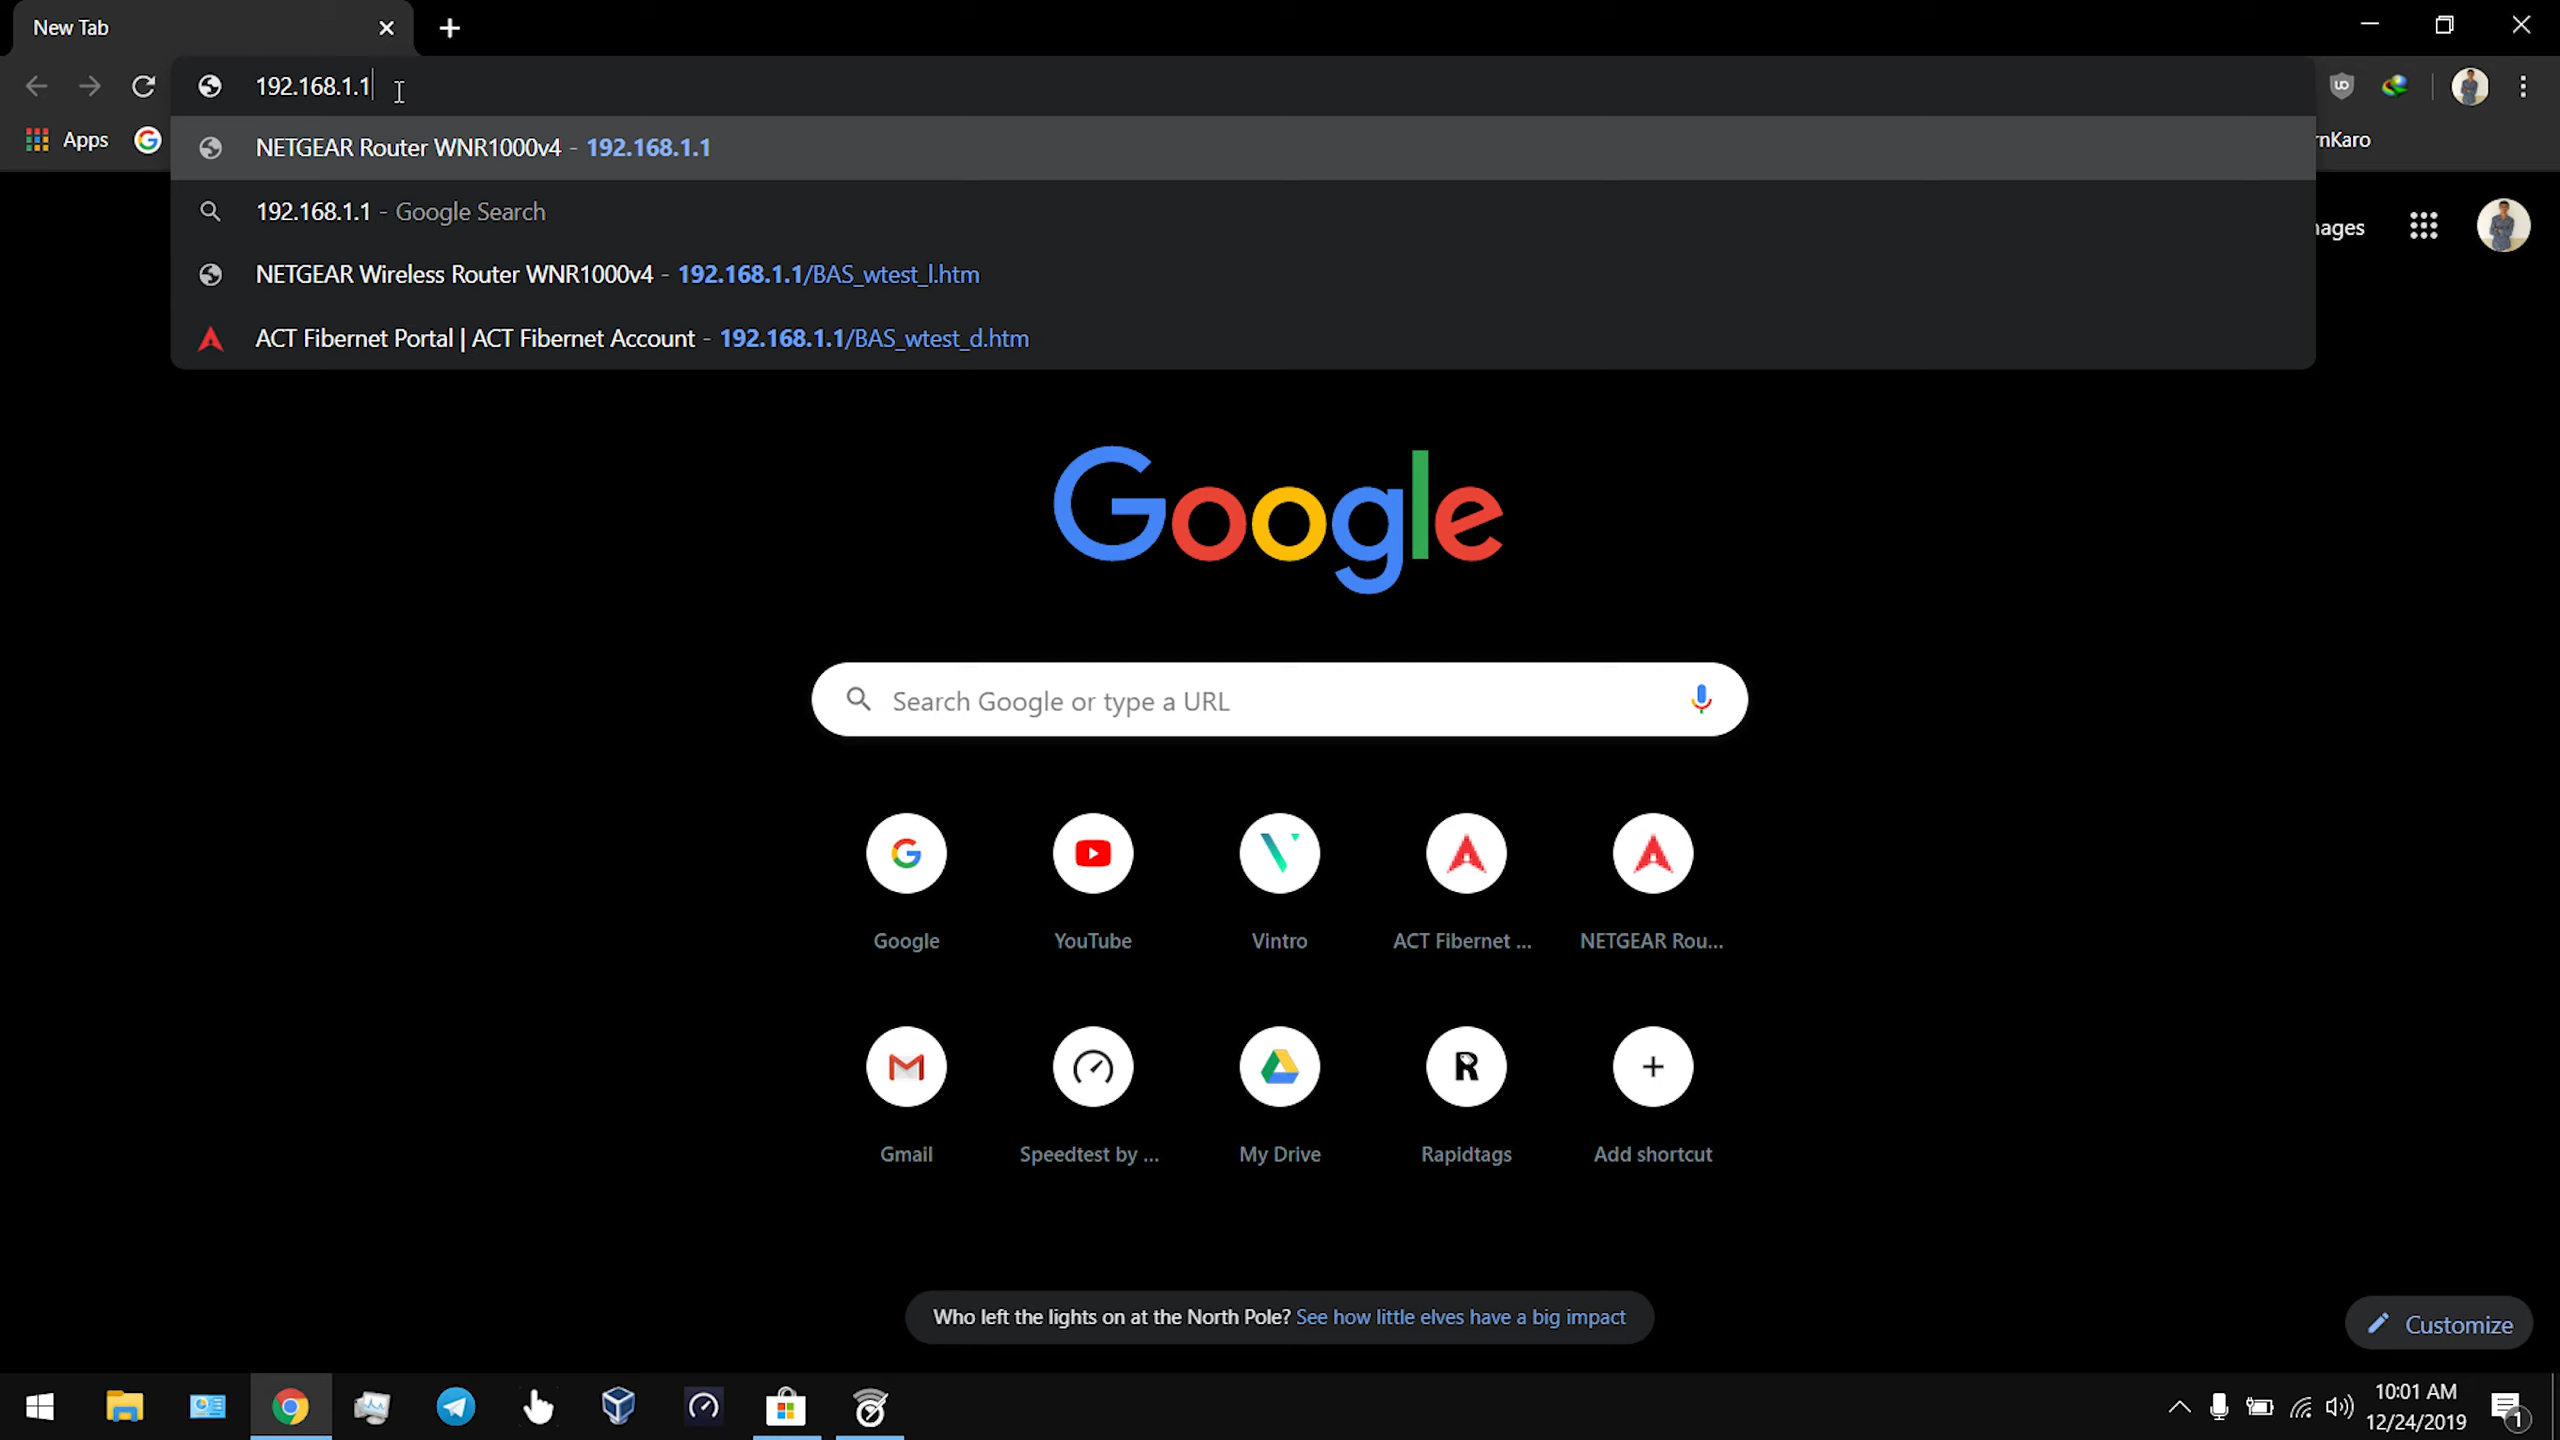 New Tab
192.168.1.1
Apps
nKaro
NETGEAR Router WNR1000v4 - 192.168.1.1
192.168.1.1 - Google Search
NETGEAR Wireless Router WNR1000v4 - 192.168.1.1/BAS_wtest_l.htm
ACT Fibernet Portal | ACT Fibernet Account - 192.168.1.1/BAS_wtest_d.htm
ages
Google
Search Google or type a URL
Google
YouTube
Vintro
ACT Fibernet ...
NETGEAR Rou...
Gmail
Speedtest by ...
My Drive
Rapidtags
Add shortcut
Who left the lights on at the North Pole? See how little elves have a big impact
Customize
10:01 AM
12/24/2019
1